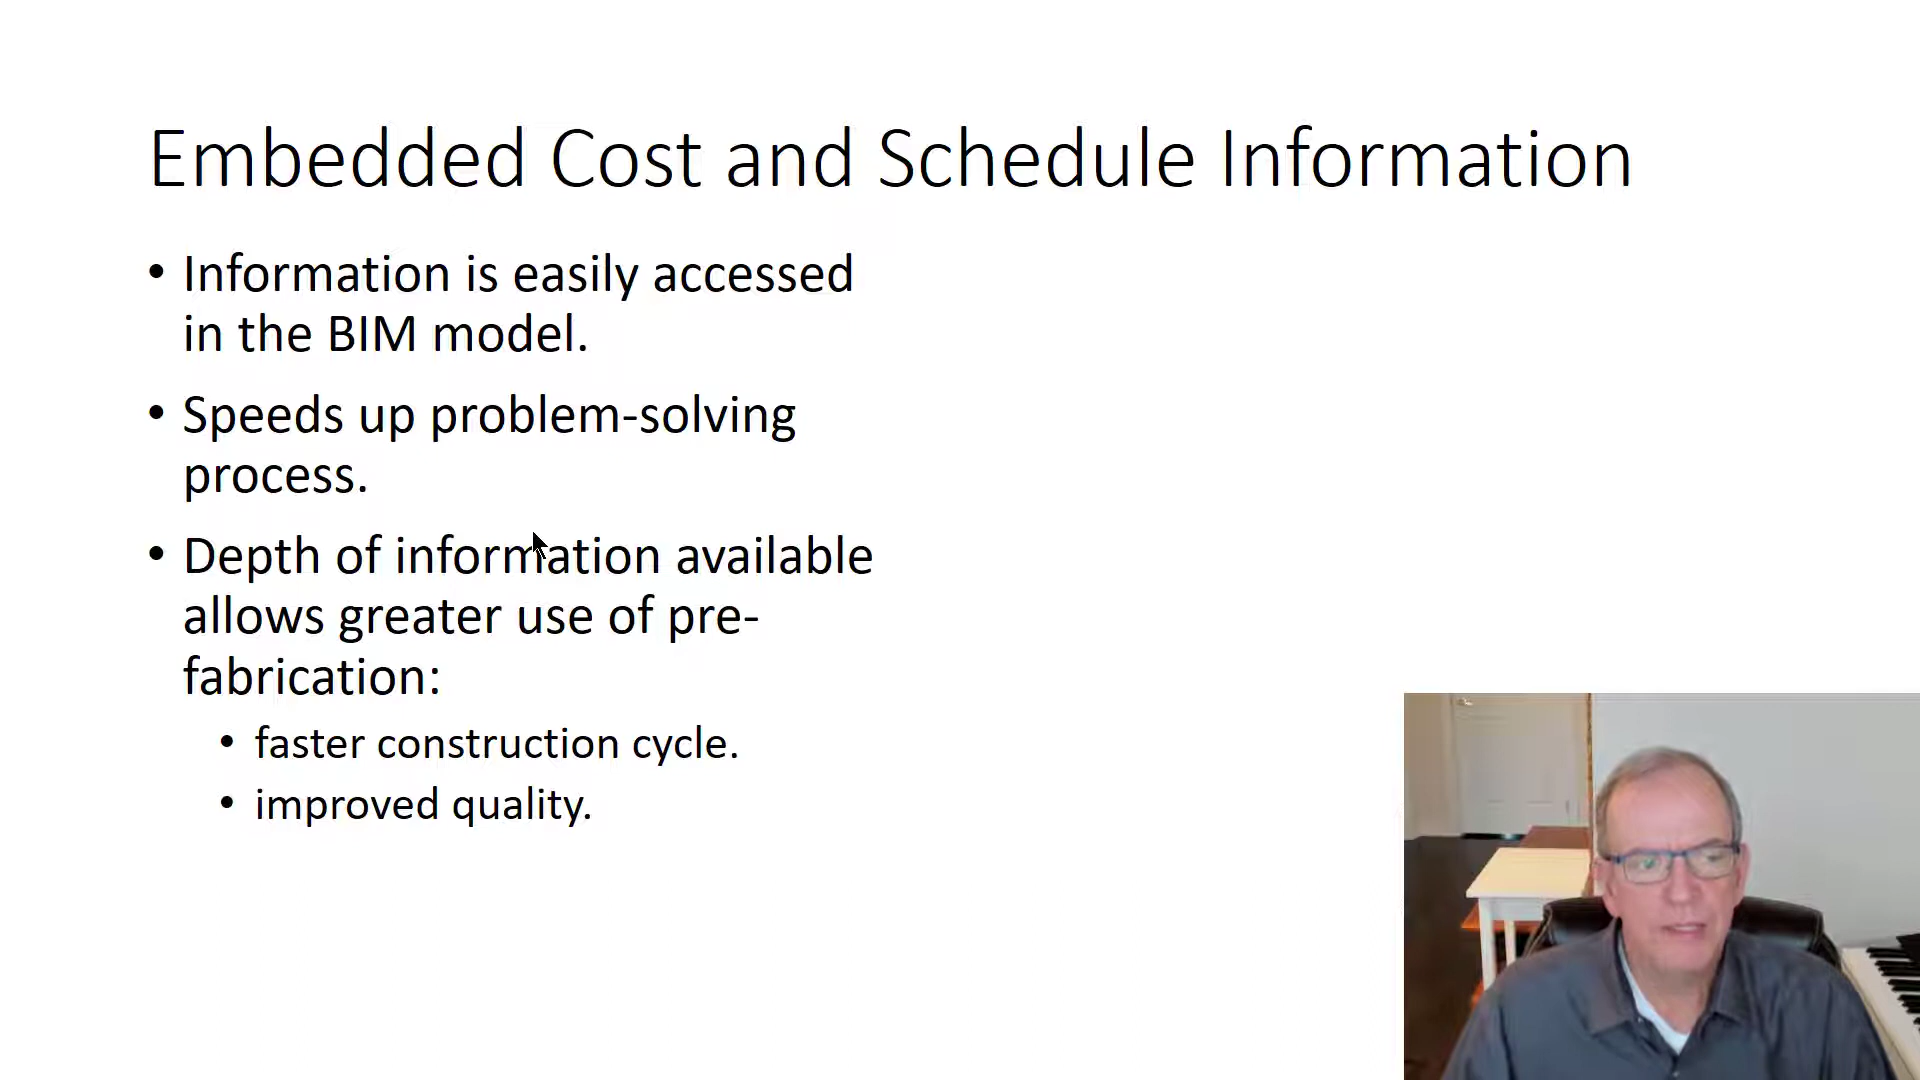 Embedded Cost and Schedule Information
• Information is easily accessed
in the BIM model.
• Speeds up problem-solving
process.
• Depth of information available
allows greater use of pre-
fabrication:
• faster construction cycle.
• improved quality.